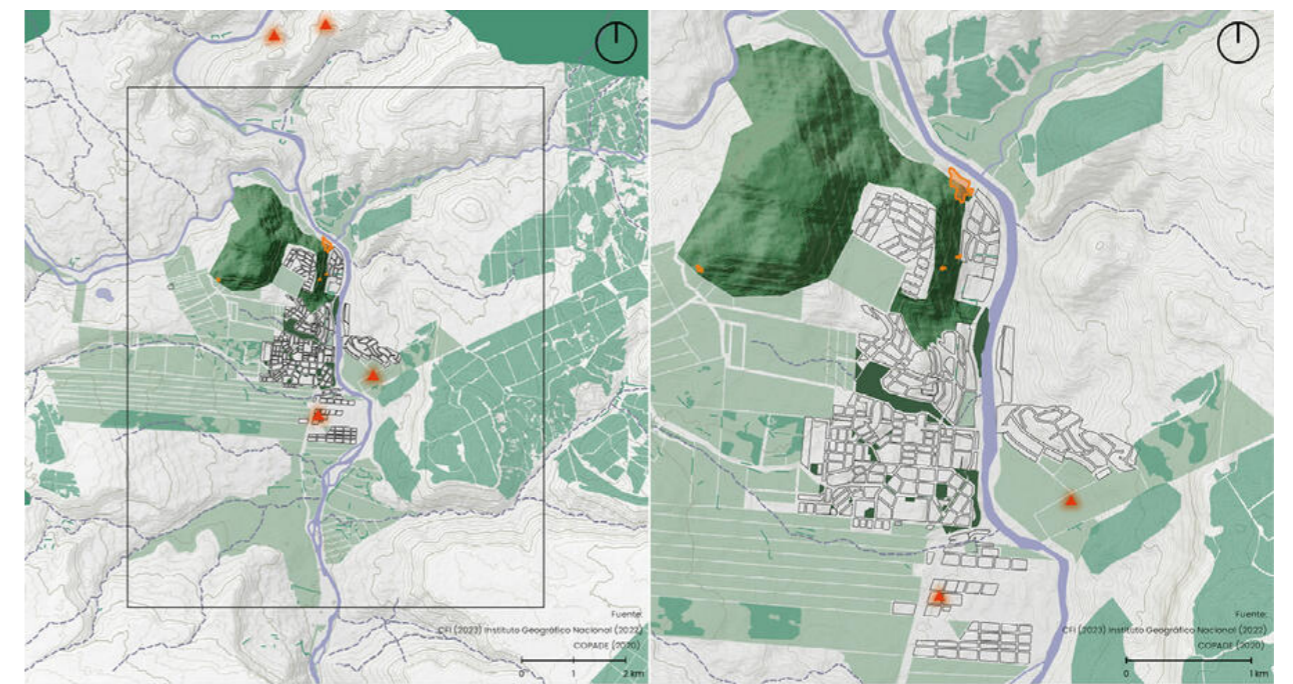 Fuente:
CFI (2023) Instituto Geográfico Nacional (2022)
COPADE (2020)
0 1 2 km
Fuente:
CFI (2023) Instituto Geográfico Nacional (2022)
COPADE (2020)
0 1 km